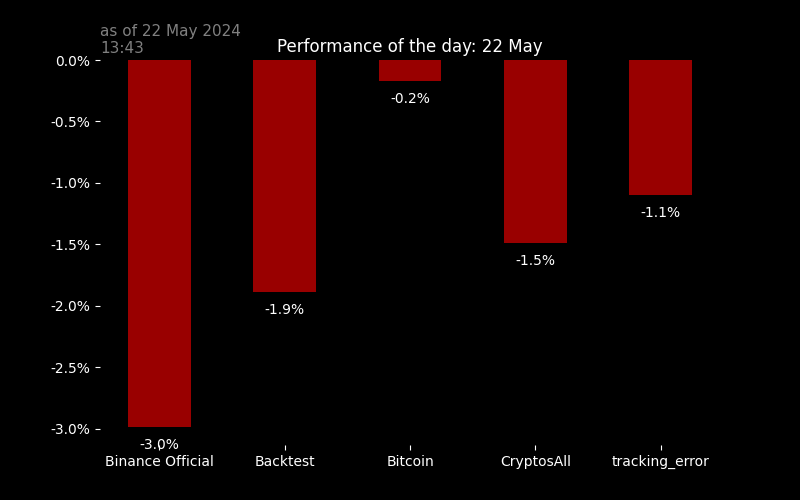 as of 22 May 2024
13:43
Performance of the day: 22 May
0.0%
-0.5%
-1.0%
-1.5%
-2.0%
-2.5%
-3.0%
-3.0%
-1.9%
-0.2%
-1.5%
-1.1%
Binance Official
Backtest
Bitcoin
CryptosAll
tracking_error